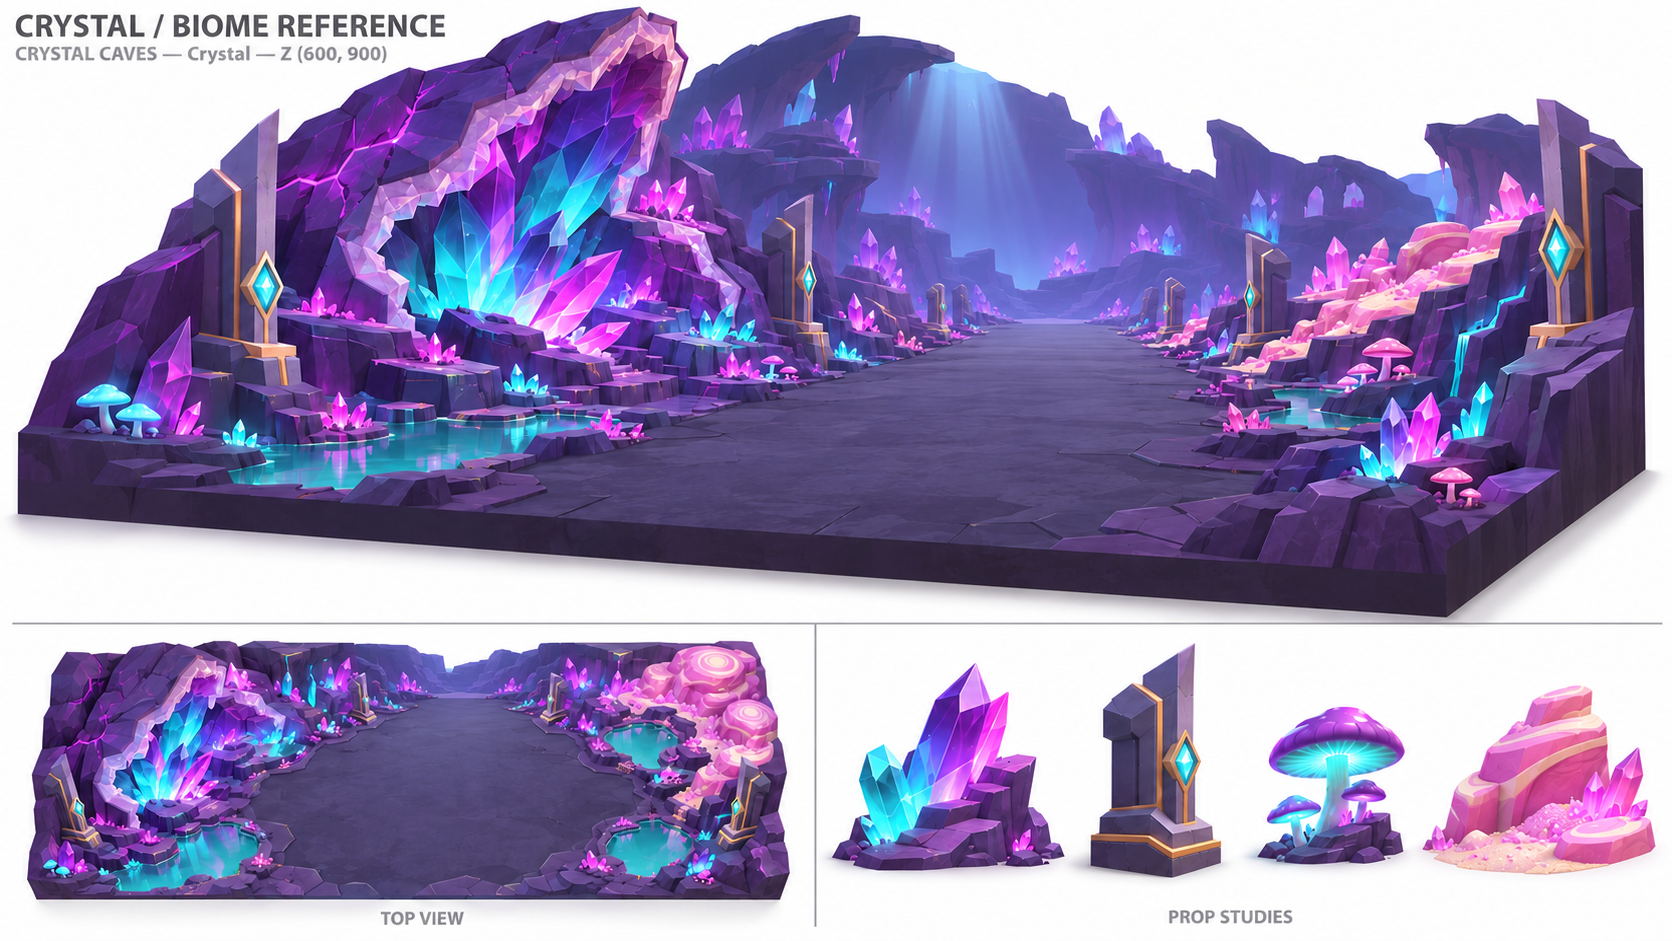 CRYSTAL / BIOME REFERENCE
CRYSTAL CAVES — Crystal — Z (600, 900)
TOP VIEW
PROP STUDIES